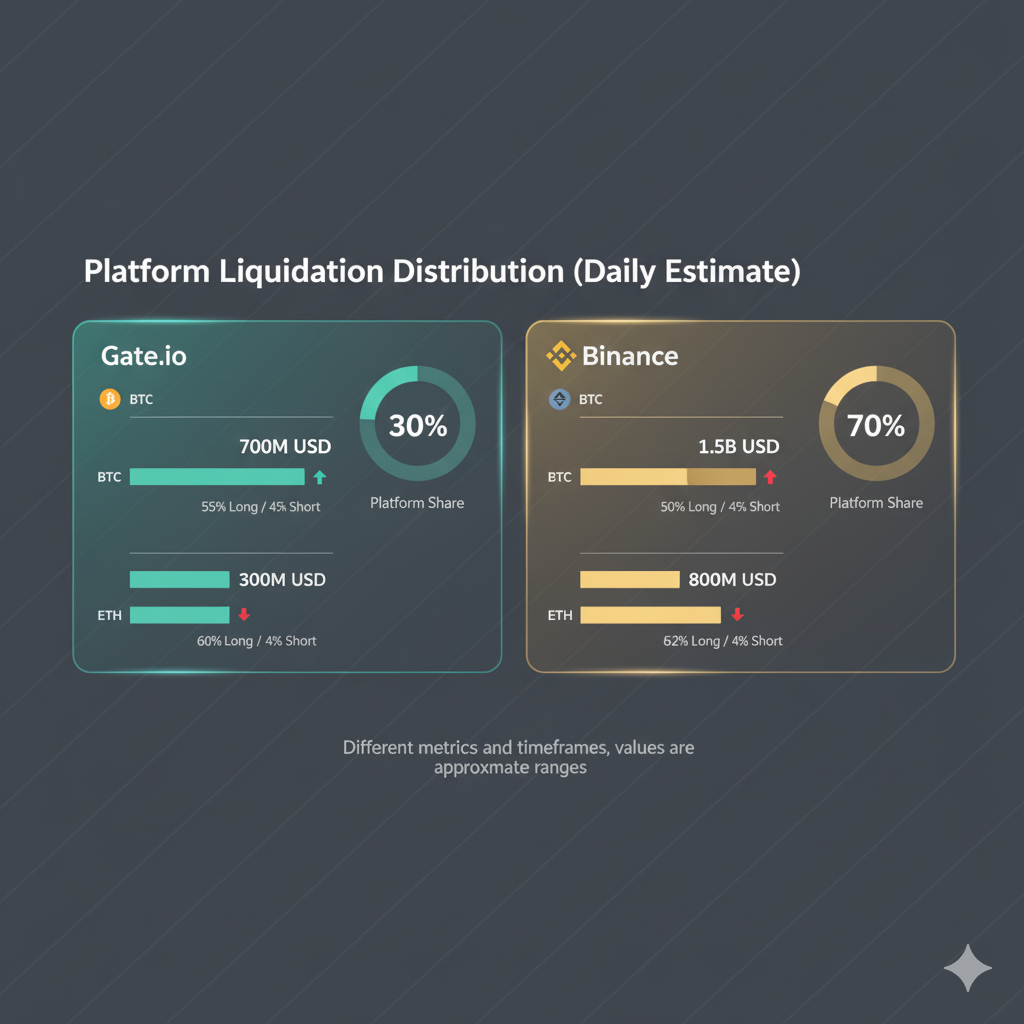 Platform Liquidation Distribution (Daily Estimate)
Gate.io
BTC
700M USD
BTC
55% Long / 45% Short
30%
Platform Share
300M USD
ETH
60% Long / 4% Short
Binance
BTC
1.5B USD
BTC
50% Long / 4% Short
70%
Platform Share
800M USD
ETH
62% Long / 4% Short
Different metrics and timeframes, values are
approxmate ranges